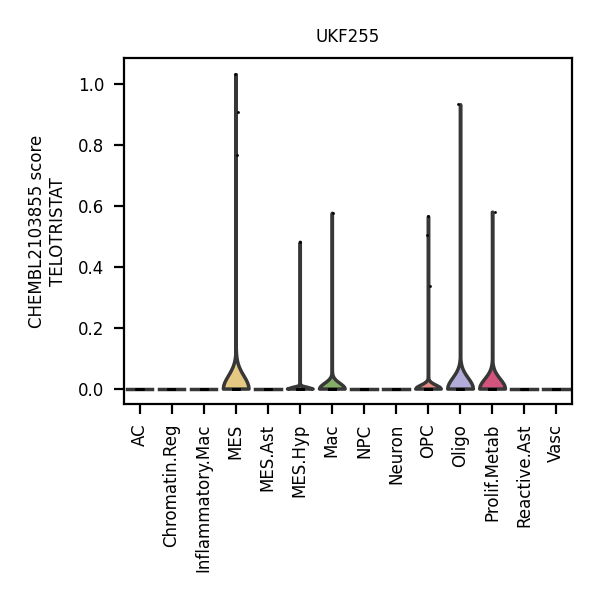 UKF255
CHEMBL2103855 score
TELOTRISTAT
1.0
0.8
0.6
0.4
0.2
0.0
AC
Chromatin.Reg
Inflammatory.Mac
MES
MES.Ast
MES.Hyp
Mac
NPC
Neuron
OPC
Oligo
Prolif.Metab
Reactive.Ast
Vasc